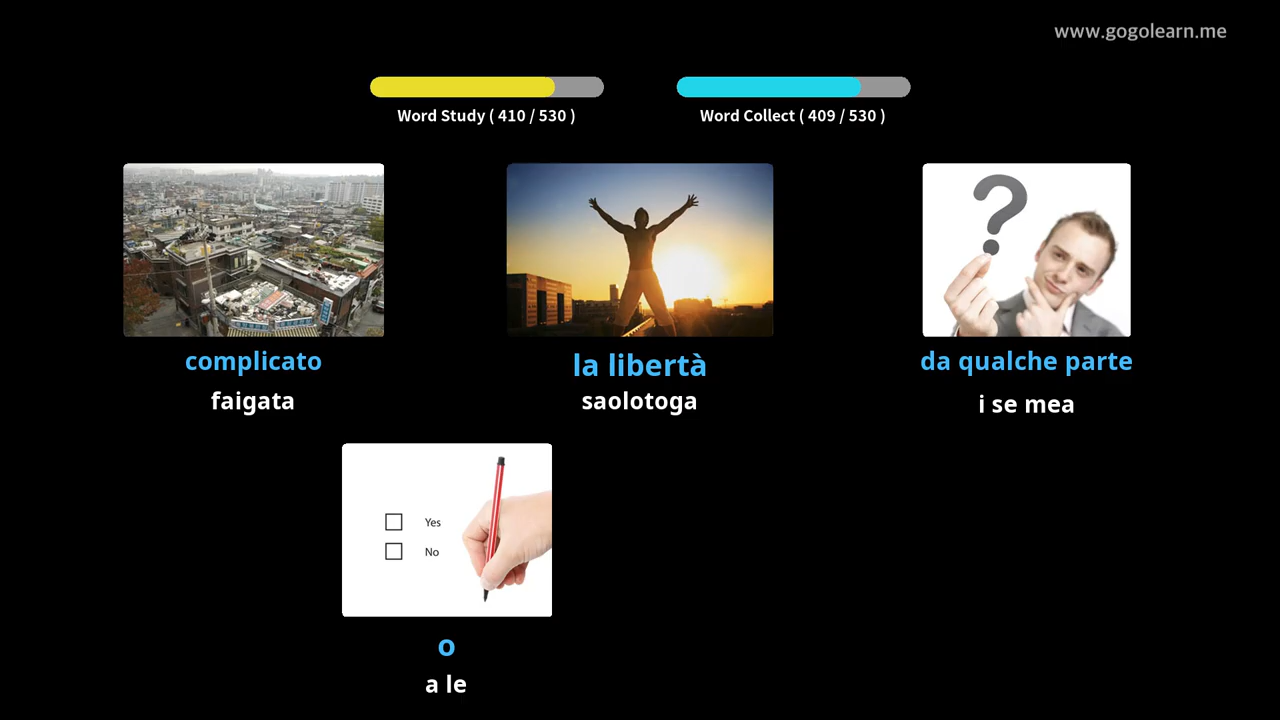 www.gogolearn.me
Word Study ( 410 / 530 )
Word Collect ( 409 / 530 )
complicato
faigata
la libertà
saolotoga
da qualche parte
i se mea
Yes
No
o
a le